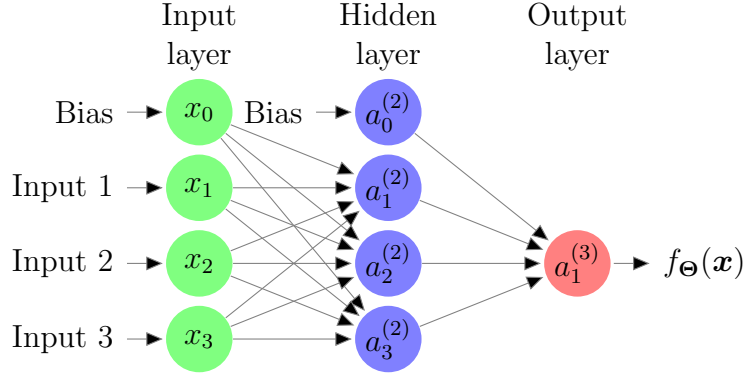 Input Hidden Output
layer layer layer
Bias x₀ Bias a₀⁽²⁾
Input 1 x₁ a₁⁽²⁾
Input 2 x₂ a₂⁽²⁾ a₁⁽³⁾ f_Θ(x)
Input 3 x₃ a₃⁽²⁾